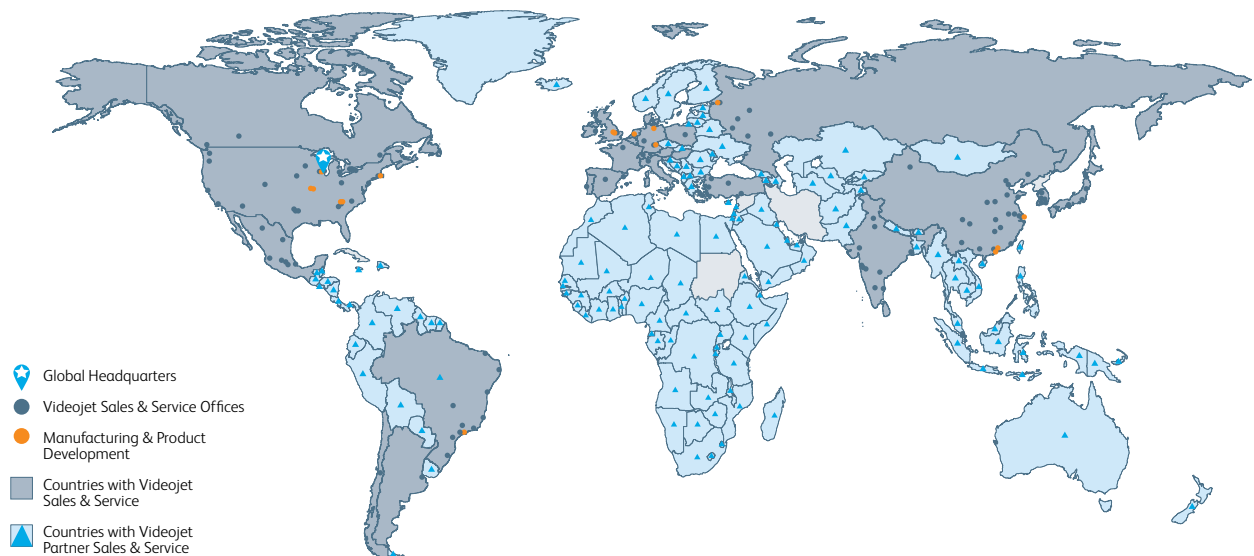 Global Headquarters
Videojet Sales & Service Offices
Manufacturing & Product
Development
Countries with Videojet
Sales & Service
Countries with Videojet
Partner Sales & Service